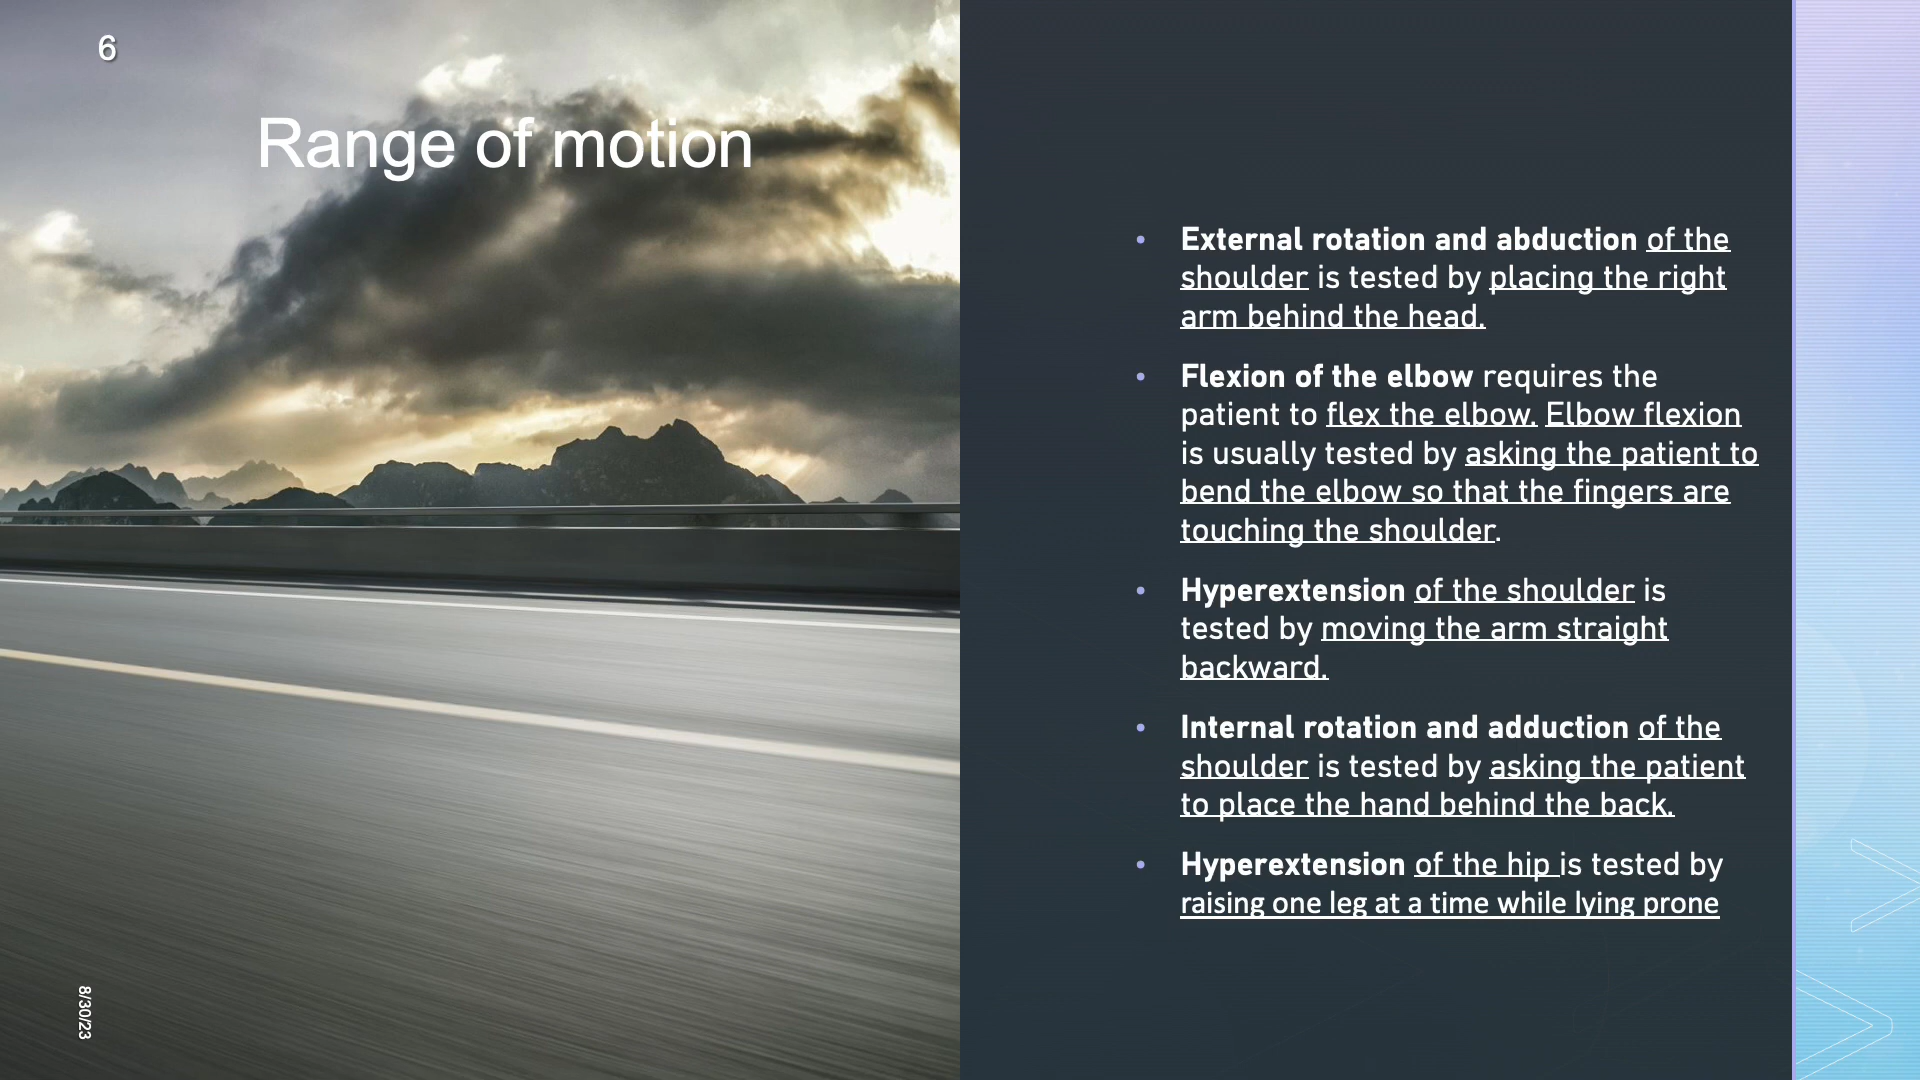 6
Range of motion
• External rotation and abduction of the
shoulder is tested by placing the right
arm behind the head.
• Flexion of the elbow requires the
patient to flex the elbow. Elbow flexion
is usually tested by asking the patient to
bend the elbow so that the fingers are
touching the shoulder.
• Hyperextension of the shoulder is
tested by moving the arm straight
backward.
• Internal rotation and adduction of the
shoulder is tested by asking the patient
to place the hand behind the back.
• Hyperextension of the hip is tested by
raising one leg at a time while lying prone
8/30/23